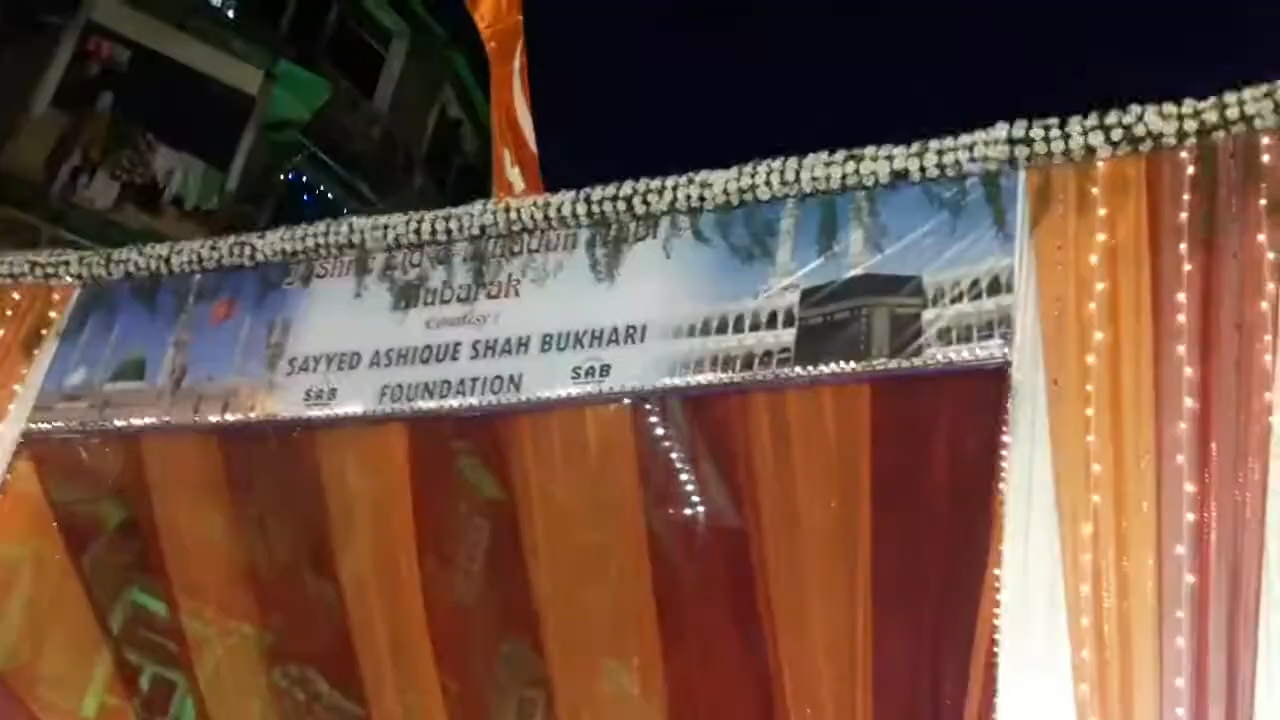 Mubarak
Courtesy :
SAYYED ASHIQUE SHAH BUKHARI
FOUNDATION
SAB
SAB